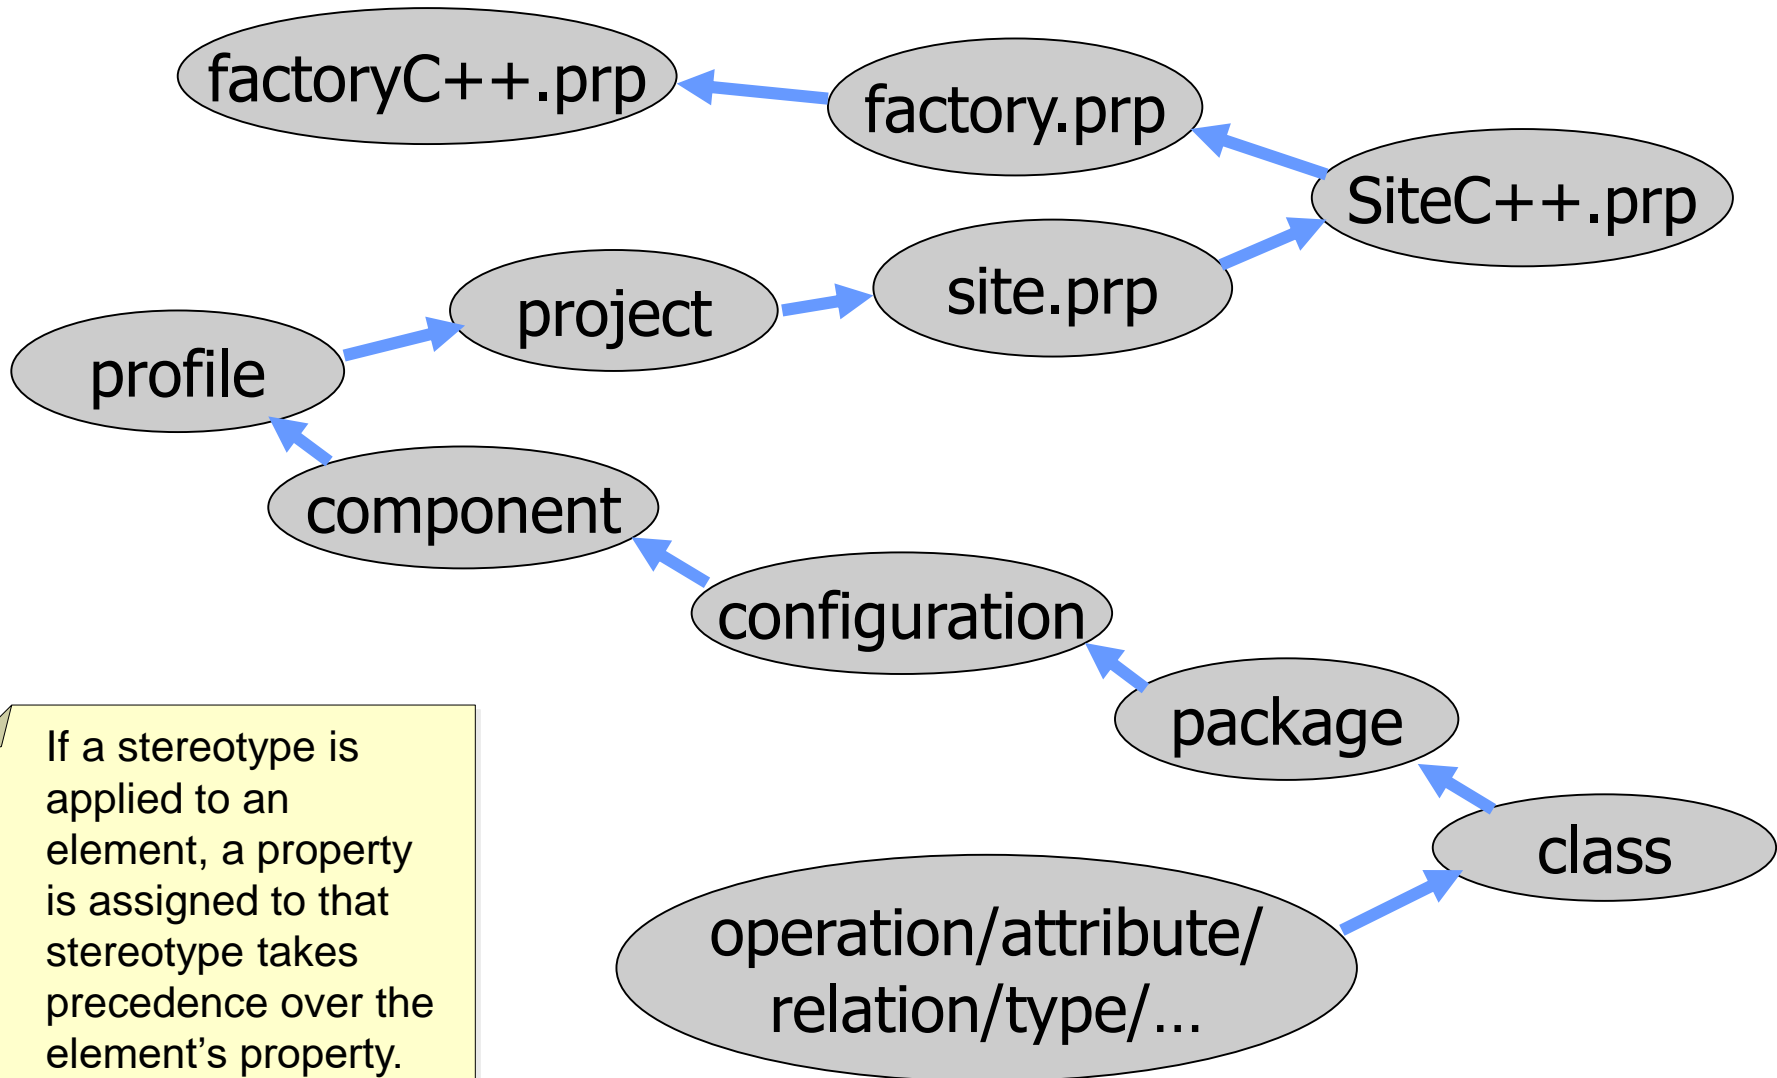 factoryC++.prp
factory.prp
SiteC++.prp
site.prp
project
profile
component
configuration
package
class
operation/attribute/
relation/type/...
If a stereotype is
applied to an
element, a property
is assigned to that
stereotype takes
precedence over the
element's property.